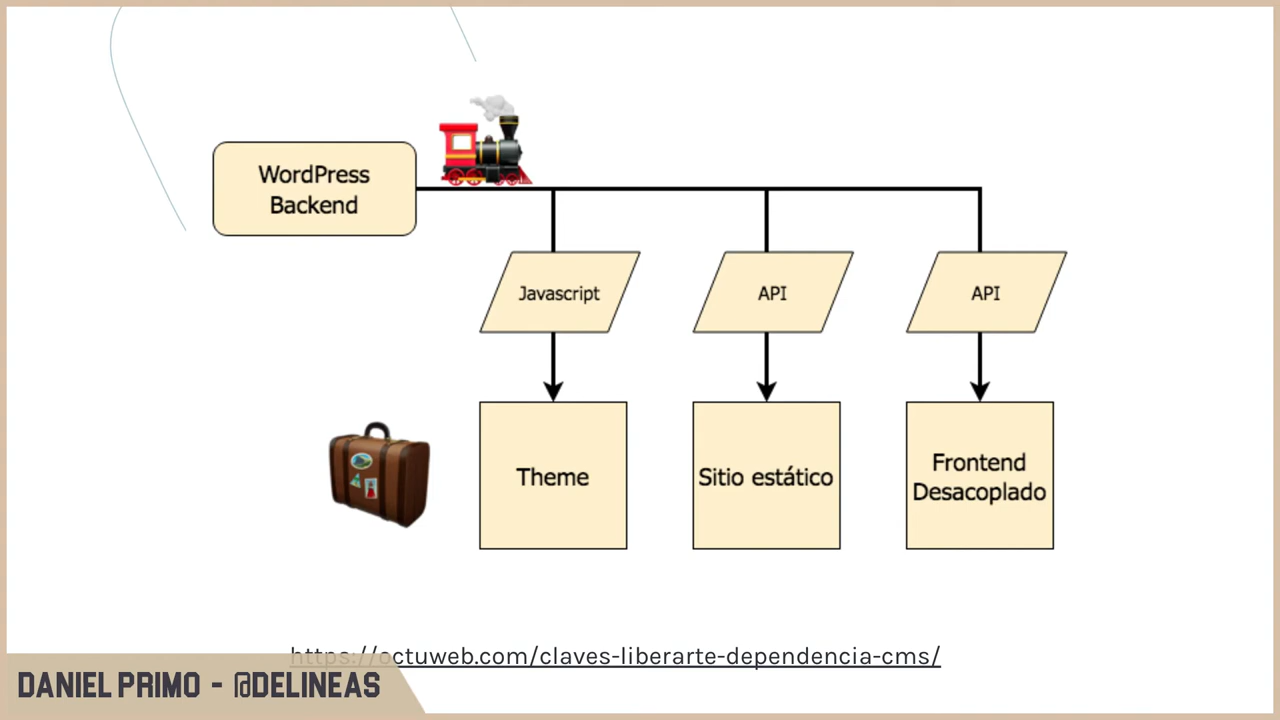 WordPress
Backend
Javascript
API
API
Theme
Sitio estático
Frontend
Desacoplado
https://octuweb.com/claves-liberarte-dependencia-cms/
DANIEL PRIMO - @DELINEAS